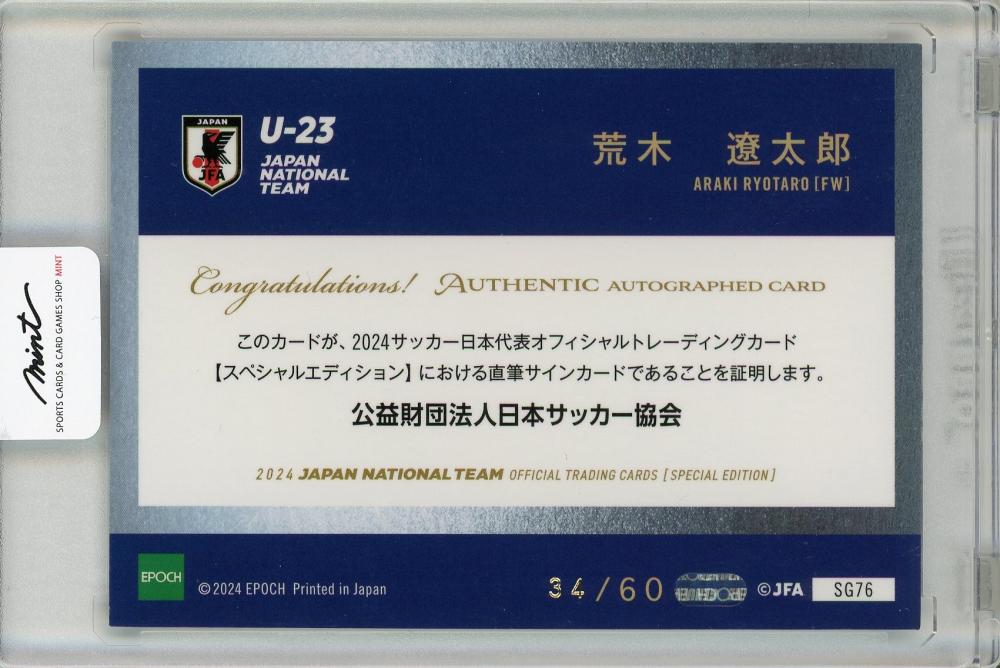 JAPAN
JFA
U-23
JAPAN
NATIONAL
TEAM
荒木 遼太郎
ARAKI RYOTARO [FW]
Congratulations! AUTHENTIC AUTOGRAPHED CARD
このカードが、2024サッカー日本代表オフィシャルトレーディングカード
【スペシャルエディション】における直筆サインカードであることを証明します。
公益財団法人日本サッカー協会
2024 JAPAN NATIONAL TEAM OFFICIAL TRADING CARDS [SPECIAL EDITION]
mint
SPORTS CARDS & CARD GAMES SHOP MINT
EPOCH
©2024 EPOCH Printed in Japan
34/60
©JFA
SG76